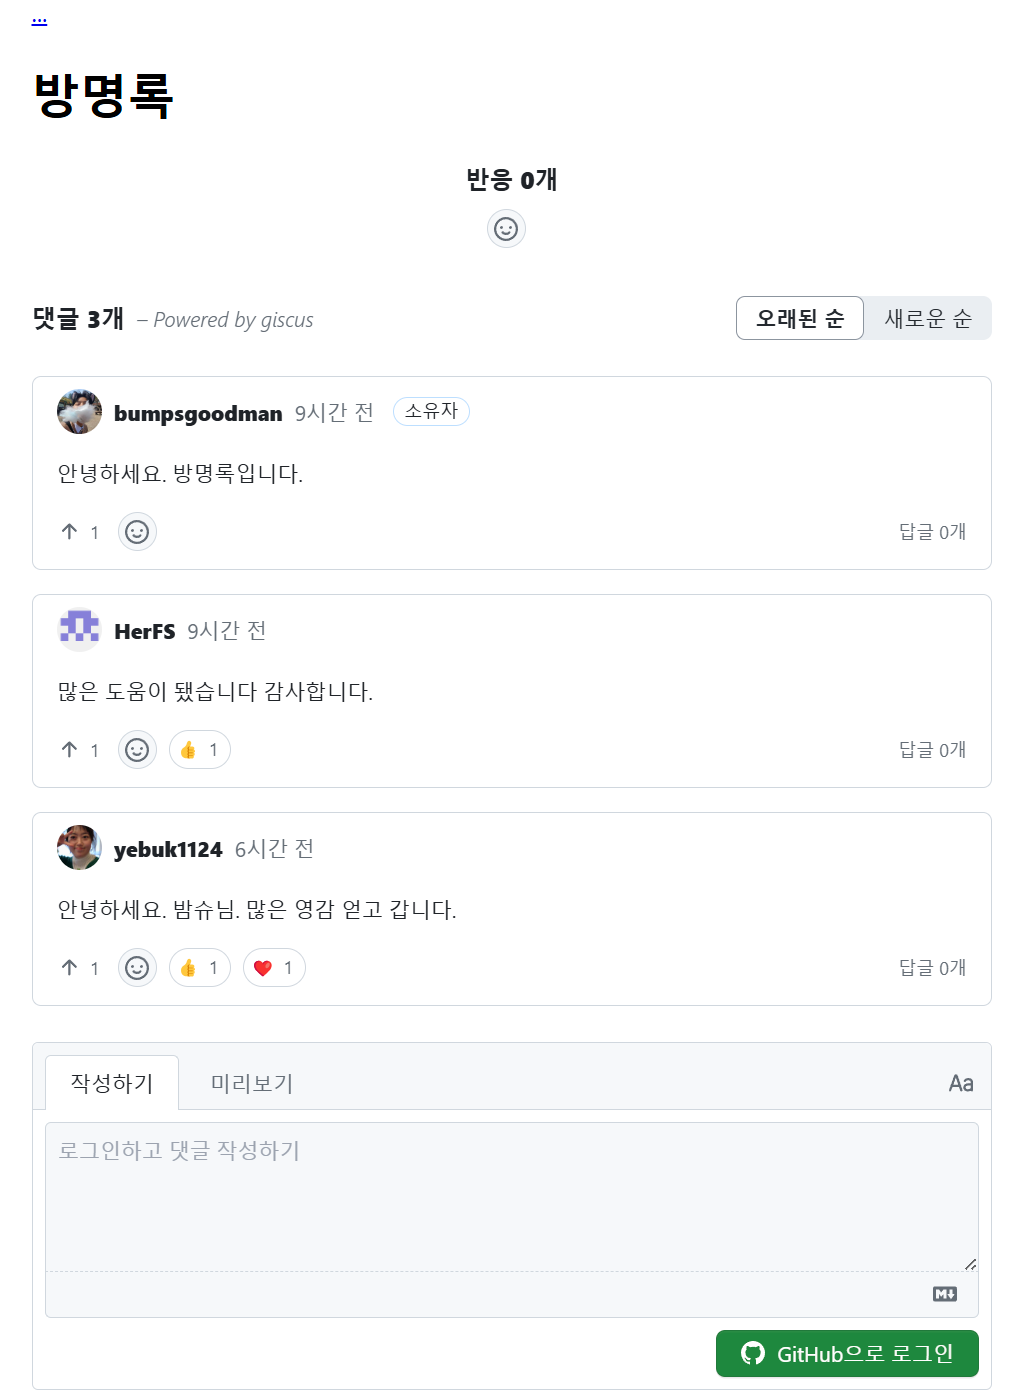 ...
방명록
반응 0개
댓글 3개 – Powered by giscus
오래된 순 새로운 순
bumpsgoodman 9시간 전 소유자
안녕하세요. 방명록입니다.
↑ 1 답글 0개
HerFS 9시간 전
많은 도움이 됐습니다 감사합니다.
↑ 1 👍 1 답글 0개
yebuk1124 6시간 전
안녕하세요. 밤슈님. 많은 영감 얻고 갑니다.
↑ 1 👍 1 ❤️ 1 답글 0개
작성하기 미리보기 Aa
로그인하고 댓글 작성하기
M↓
GitHub으로 로그인